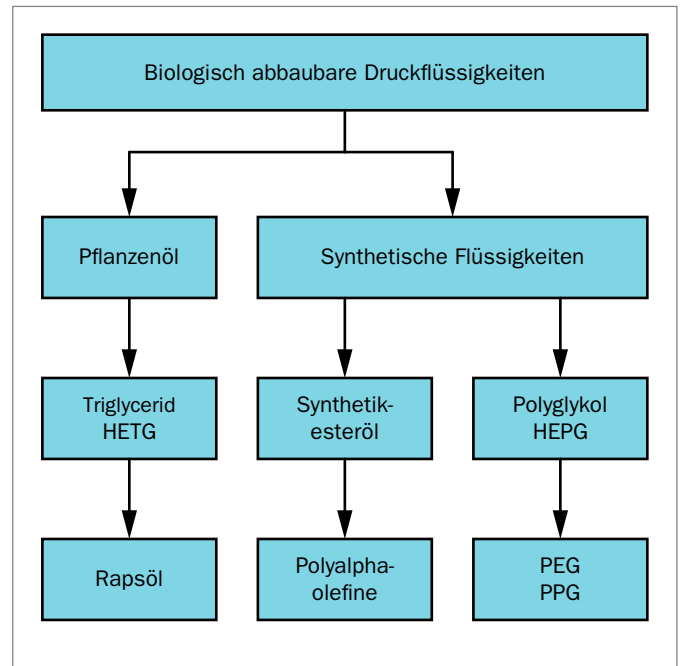 Biologisch abbaubare Druckflüssigkeiten
Pflanzenöl
Synthetische Flüssigkeiten
Triglycerid
HETG
Synthetik-
esteröl
Polyglykol
HEPG
Rapsöl
Polyalpha-
olefine
PEG
PPG